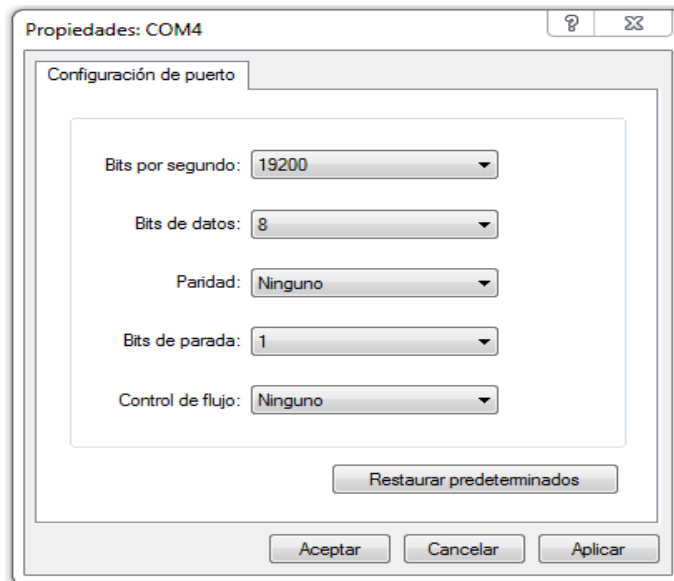 Propiedades: COM4
Configuración de puerto
Bits por segundo: 19200
Bits de datos: 8
Paridad: Ninguno
Bits de parada: 1
Control de flujo: Ninguno
Restaurar predeterminados
Aceptar Cancelar Aplicar